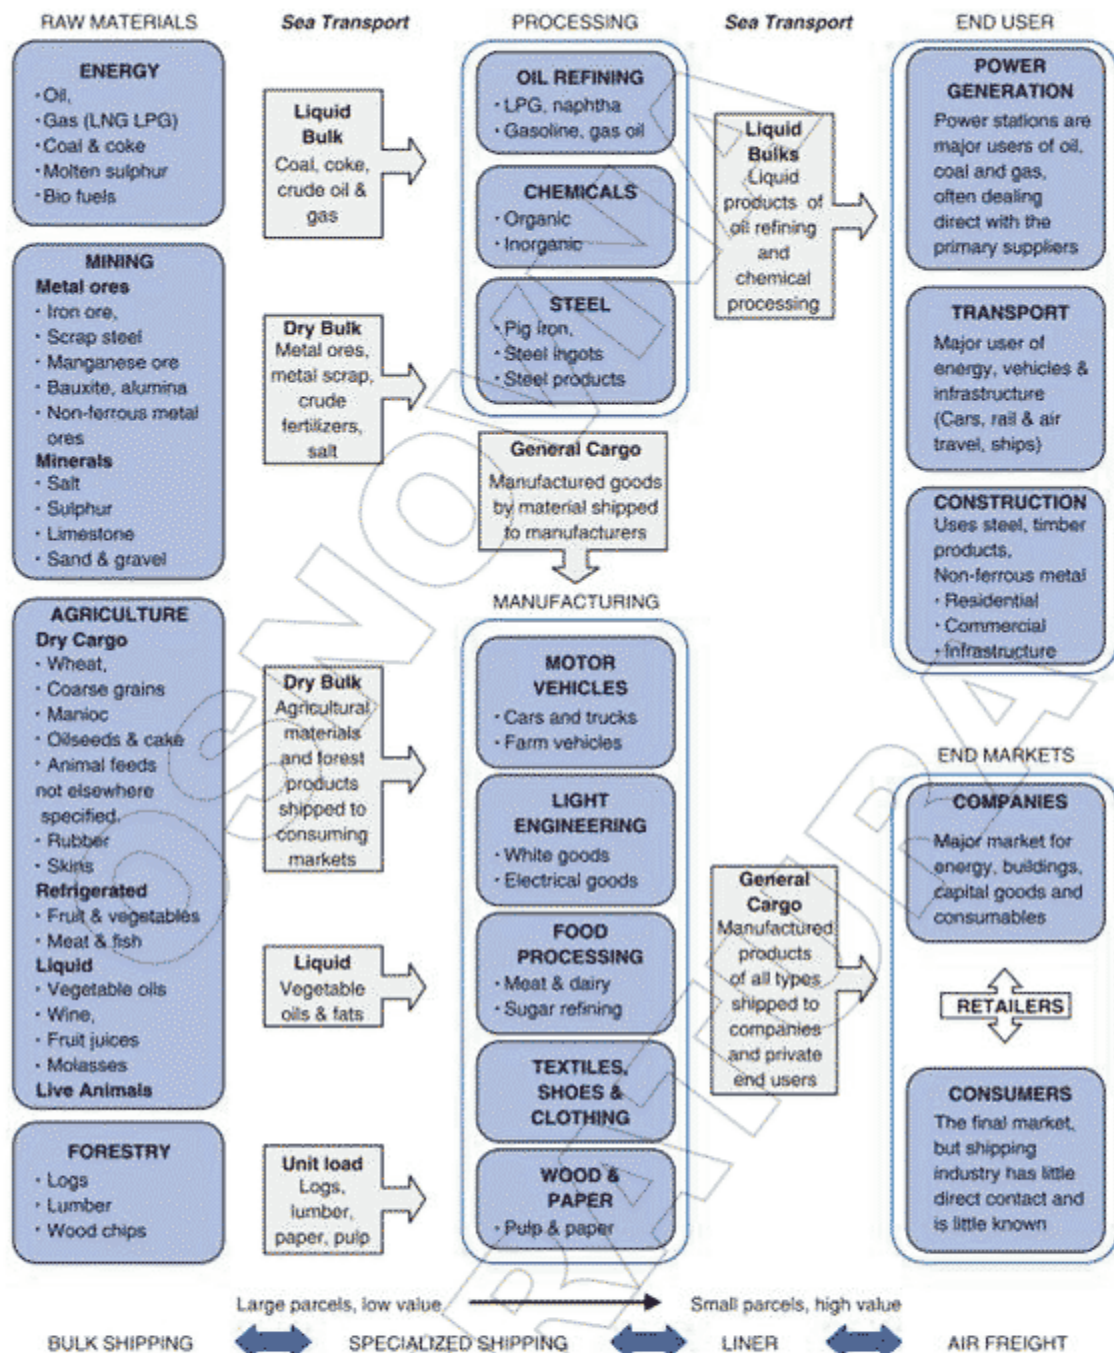 RAW MATERIALS
ENERGY
• Oil,
• Gas (LNG LPG)
• Coal & coke
• Molten sulphur
• Bio fuels
MINING
Metal ores
• Iron ore,
• Scrap steel
• Manganese ore
• Bauxite, alumina
• Non-ferrous metal
ores
Minerals
• Salt
• Sulphur
• Limestone
• Sand & gravel
AGRICULTURE
Dry Cargo
• Wheat,
• Coarse grains
• Manioc
• Oilseeds & cake
• Animal feeds
not elsewhere
specified,
• Rubber
• Skins
Refrigerated
• Fruit & vegetables
• Meat & fish
Liquid
• Vegetable oils
• Wine,
• Fruit juices
• Molasses
Live Animals
FORESTRY
• Logs
• Lumber
• Wood chips
Sea Transport
Liquid
Bulk
Coal, coke,
crude oil &
gas
Dry Bulk
Metal ores,
metal scrap,
crude
fertilizers,
salt
Dry Bulk
Agricultural
materials
and forest
products
shipped to
consuming
markets
Liquid
Vegetable
oils & fats
Unit load
Logs,
lumber,
paper, pulp
PROCESSING
OIL REFINING
• LPG, naphtha
• Gasoline, gas oil
CHEMICALS
• Organic
• Inorganic
STEEL
• Pig iron,
• Steel ingots
• Steel products
General Cargo
Manufactured goods
by material shipped
to manufacturers
MANUFACTURING
MOTOR
VEHICLES
• Cars and trucks
• Farm vehicles
LIGHT
ENGINEERING
• White goods
• Electrical goods
FOOD
PROCESSING
• Meat & dairy
• Sugar refining
TEXTILES,
SHOES &
CLOTHING
WOOD &
PAPER
• Pulp & paper
Sea Transport
Liquid
Bulks
Liquid
products of
oil refining
and
chemical
processing
General
Cargo
Manufactured
products
of all types
shipped to
companies
and private
end users
END USER
POWER
GENERATION
Power stations are
major users of oil,
coal and gas,
often dealing
direct with the
primary suppliers
TRANSPORT
Major user of
energy, vehicles &
infrastructure
(Cars, rail & air
travel, ships)
CONSTRUCTION
Uses steel, timber
products,
Non-ferrous metal
• Residential
• Commercial
• Infrastructure
END MARKETS
COMPANIES
Major market for
energy, buildings,
capital goods and
consumables
RETAILERS
CONSUMERS
The final market,
but shipping
industry has little
direct contact and
is little known
Large parcels, low value
Small parcels, high value
BULK SHIPPING
SPECIALIZED SHIPPING
LINER
AIR FREIGHT